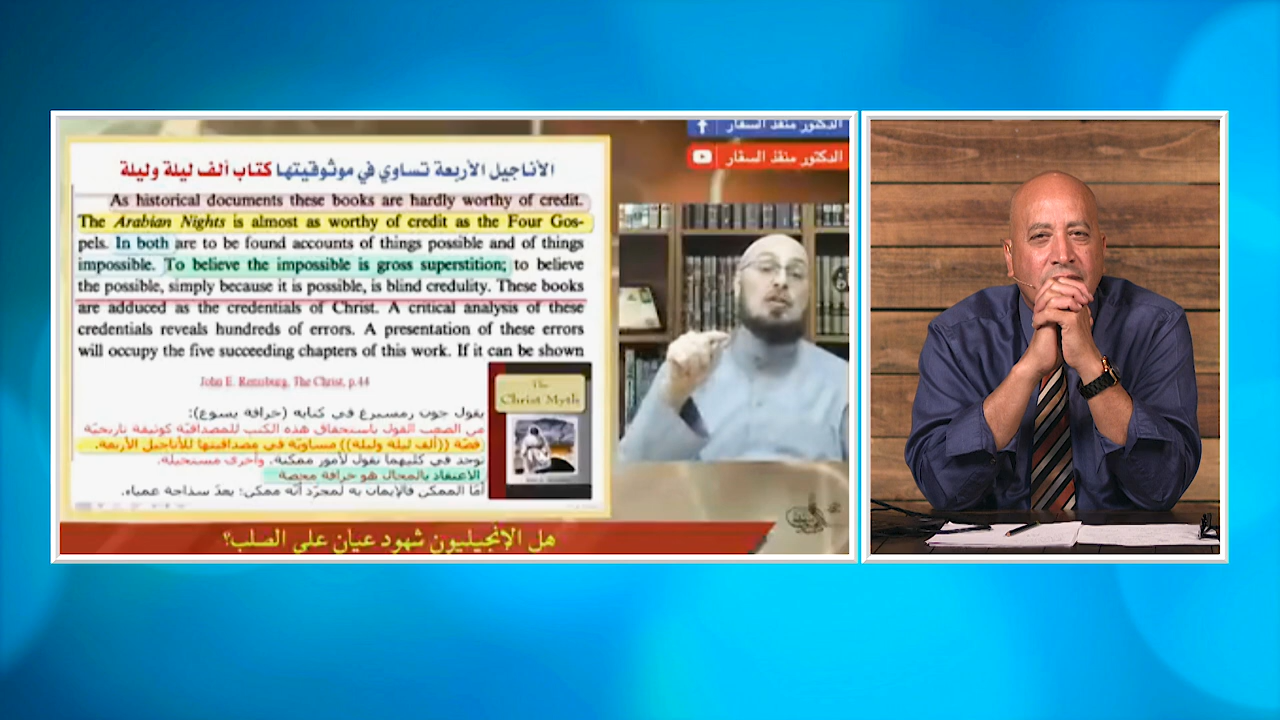 الدكتور منقذ السقار
الدكتور منقذ السقار
الأناجيل الأربعة تساوي في موثوقيتها كتاب ألف ليلة وليلة
As historical documents these books are hardly worthy of credit.
The Arabian Nights is almost as worthy of credit as the Four Gos-
pels. In both are to be found accounts of things possible and of things
impossible. To believe the impossible is gross superstition; to believe
the possible, simply because it is possible, is blind credulity. These books
are adduced as the credentials of Christ. A critical analysis of these
credentials reveals hundreds of errors. A presentation of these errors
will occupy the five succeeding chapters of this work. If it can be shown
John E. Remsburg, The Christ, p.44
The
Christ Myth
يقول جون رمسبرغ في كتابه (خرافة يسوع):
من الصعب القول باستحقاق هذه الكتب للمصداقية كوثيقة تاريخية
فقصة ((ألف ليلة وليلة)) مساوية في مصداقيتها للأناجيل الأربعة.
توجد في كليهما نقول لأمور ممكنة، وأخرى مستحيلة.
الاعتقاد بالمحال هو خرافة محضة
أمّا الممكن فالإيمان به لمجرّد أنّه ممكن؛ يعدّ سذاجة عمياء.
هل الإنجيليون شهود عيان على الصلب؟